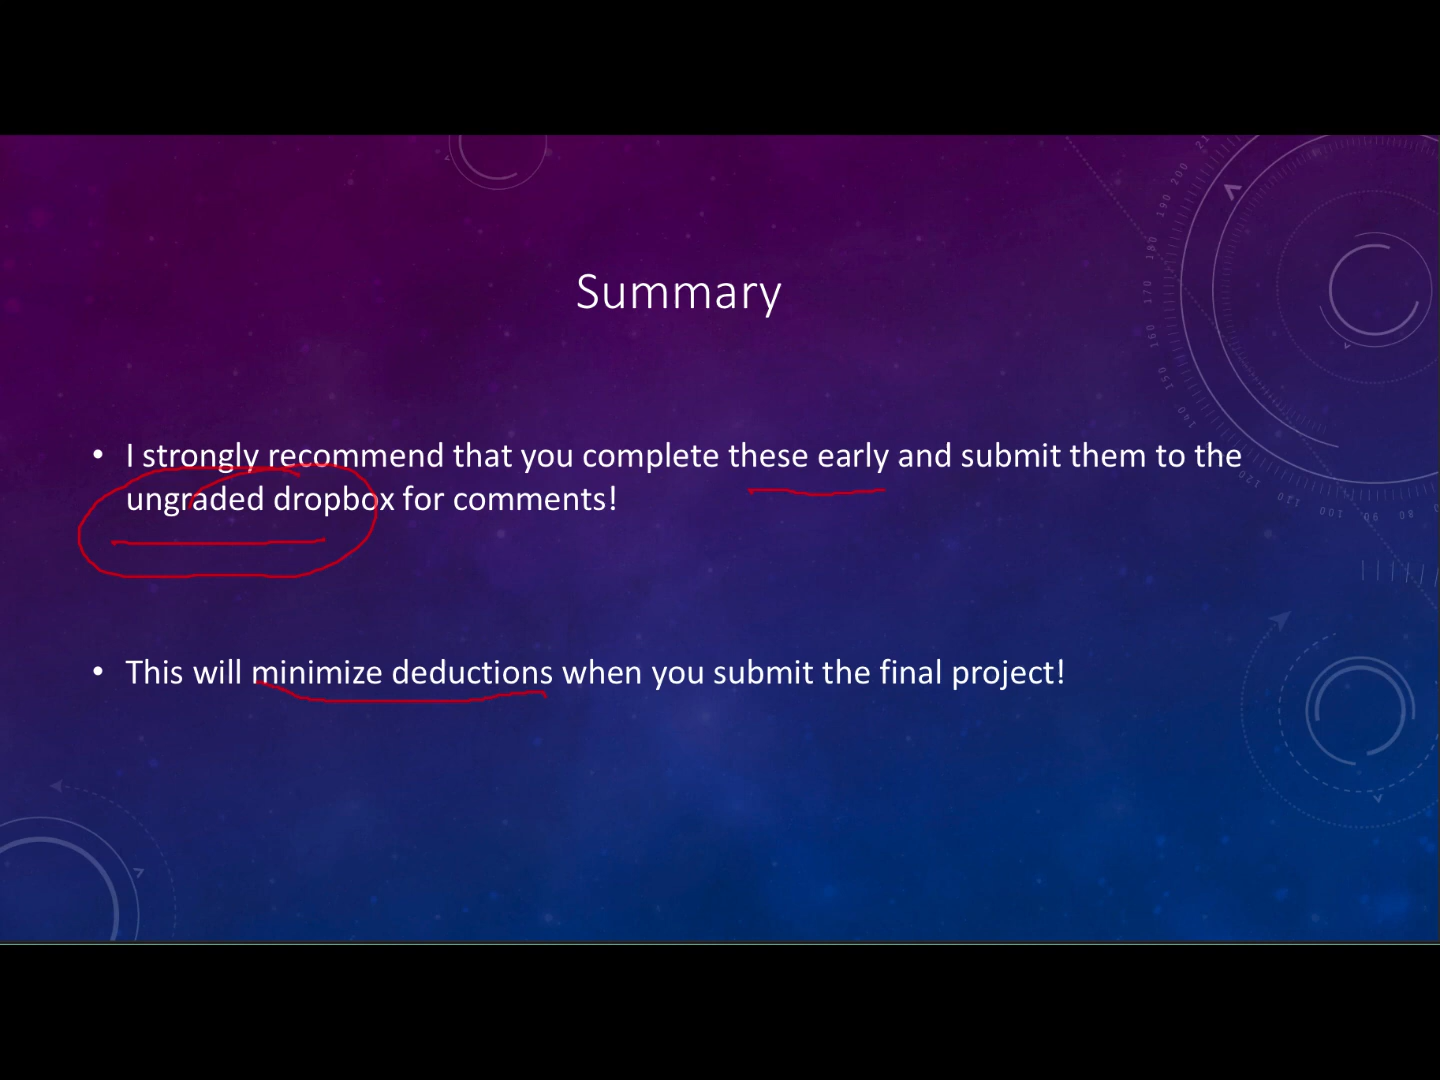 Summary
• I strongly recommend that you complete these early and submit them to the
ungraded dropbox for comments!
• This will minimize deductions when you submit the final project!